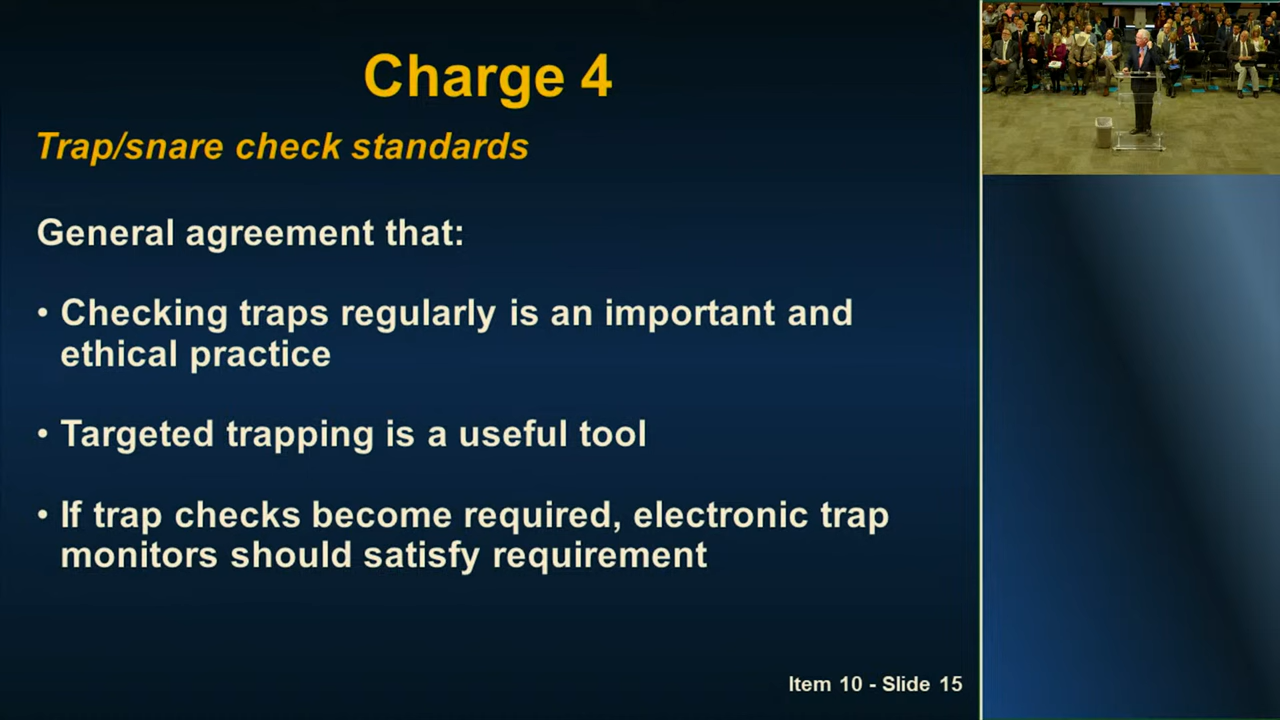 Charge 4
Trap/snare check standards
General agreement that:
• Checking traps regularly is an important and
ethical practice
• Targeted trapping is a useful tool
• If trap checks become required, electronic trap
monitors should satisfy requirement
Item 10 - Slide 15